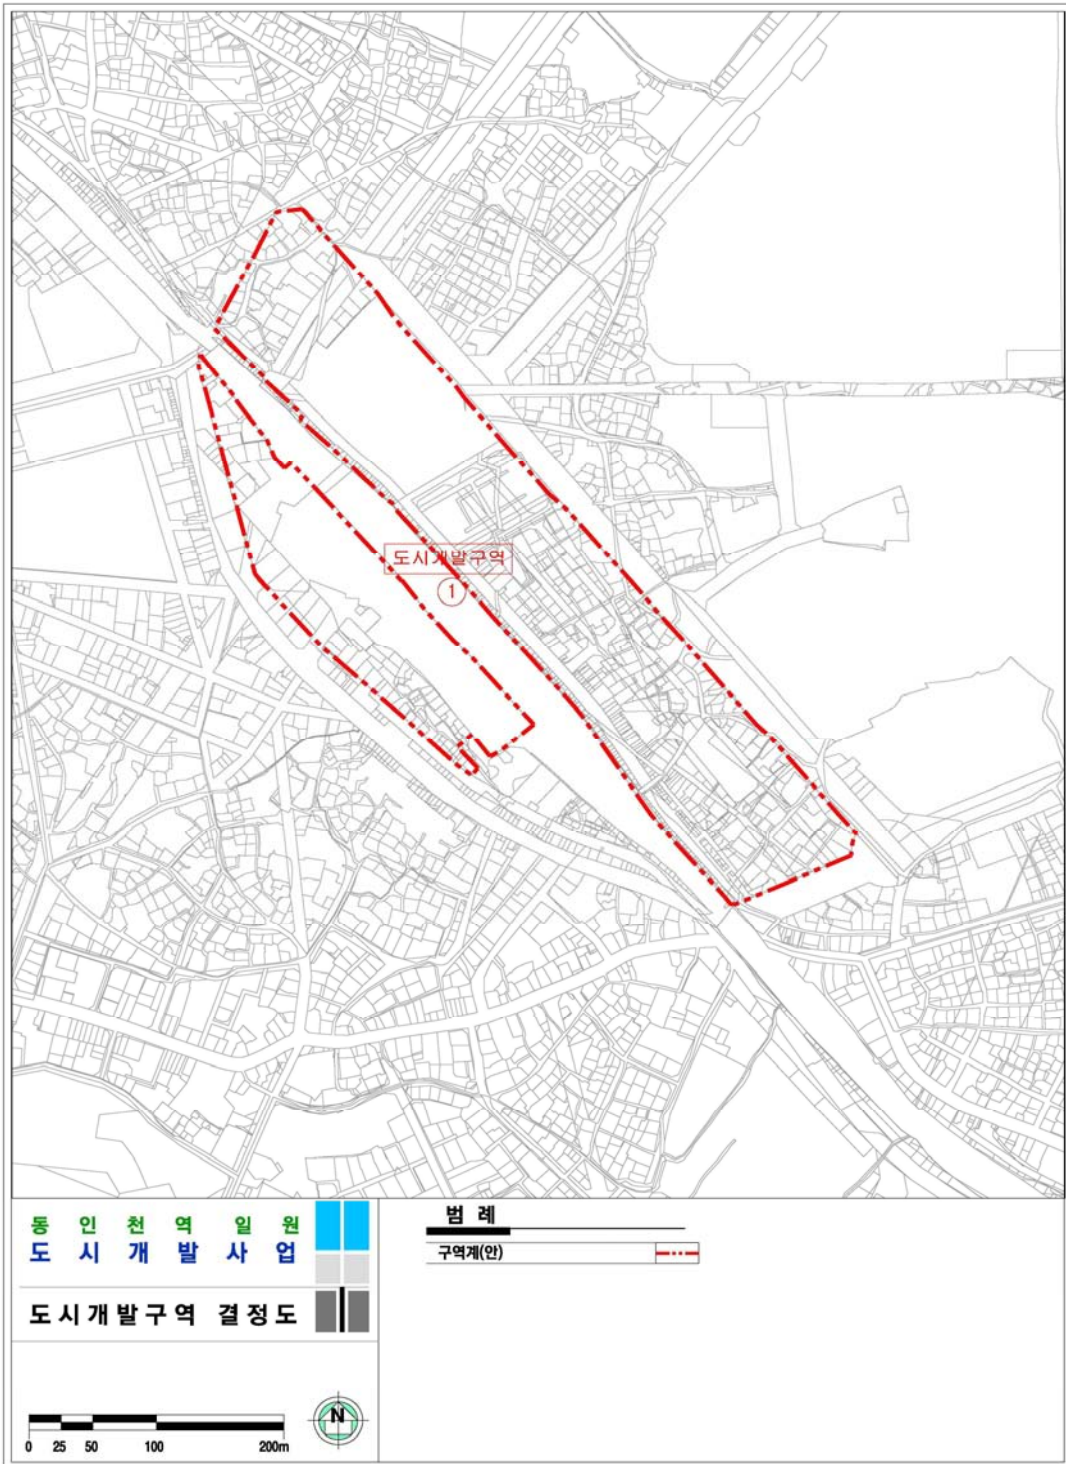 도시개발구역
1
동인천역 일원
도시개발사업
도시개발구역 결정도
0 25 50 100 200m
N
범 례
구역계(안)